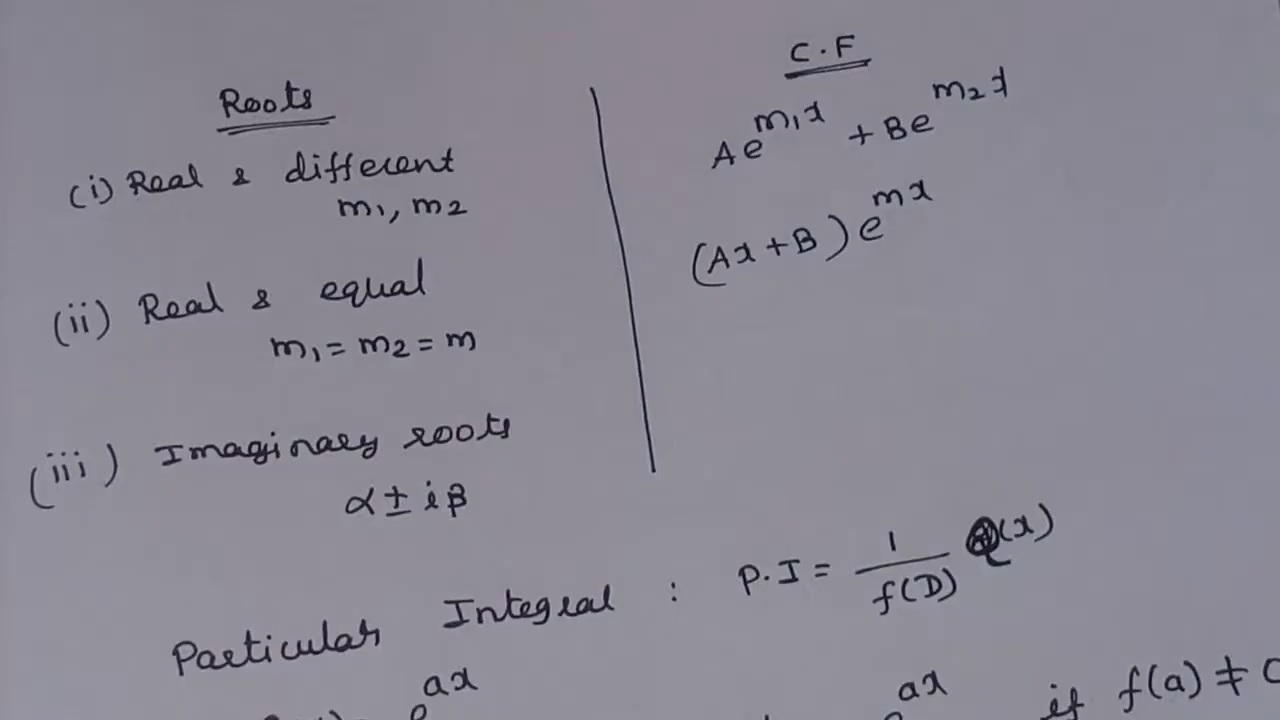 Roots
C.F
(i) Real & different
m₁, m₂
Ae^{m₁x} + Be^{m₂x}
(ii) Real & equal
m₁ = m₂ = m
(Ax + B) e^{mx}
(iii) Imaginary roots
α ± iβ
Particular Integral : P.I = 1/f(D) Q(x)
e^{ax}
e^{ax} if f(a) ≠ 0